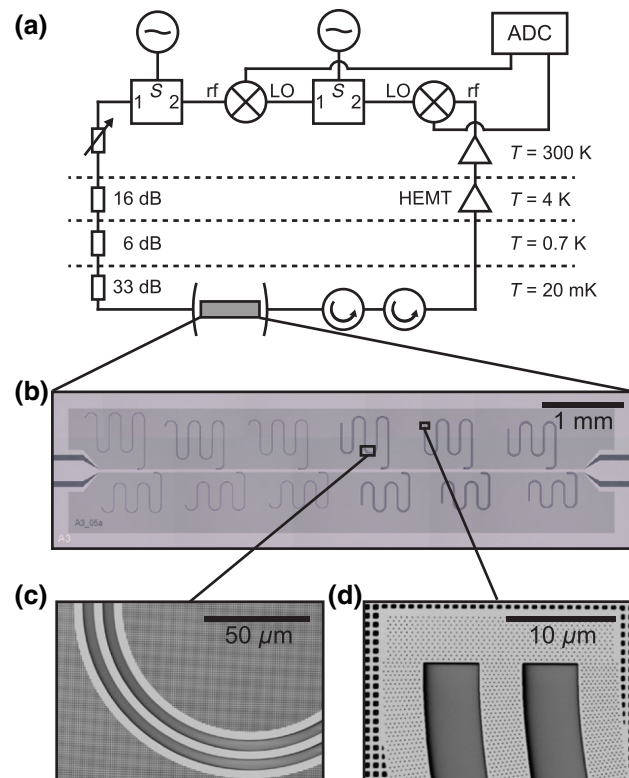 (a)
ADC
S
S
1 2 rf LO 1 2 LO rf
T = 300 K
16 dB HEMT T = 4 K
6 dB T = 0.7 K
33 dB T = 20 mK
(b)
1 mm
A3_05a
A3
(c) (d)
50 µm 10 µm